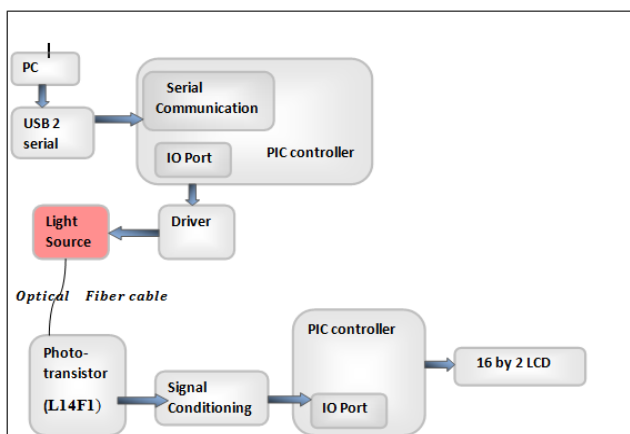 PC
USB 2
serial
Serial
Communication
IO Port
PIC controller
Light
Source
Driver
Optical Fiber cable
Photo-
transistor
(L14F1)
Signal
Conditioning
PIC controller
IO Port
16 by 2 LCD